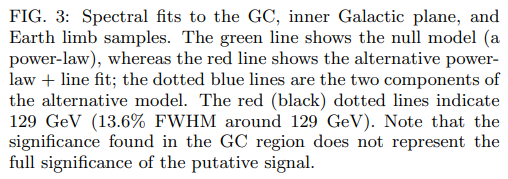 FIG. 3: Spectral fits to the GC, inner Galactic plane, and
Earth limb samples. The green line shows the null model (a
power-law), whereas the red line shows the alternative power-
law + line fit; the dotted blue lines are the two components of
the alternative model. The red (black) dotted lines indicate
129 GeV (13.6% FWHM around 129 GeV). Note that the
significance found in the GC region does not represent the
full significance of the putative signal.